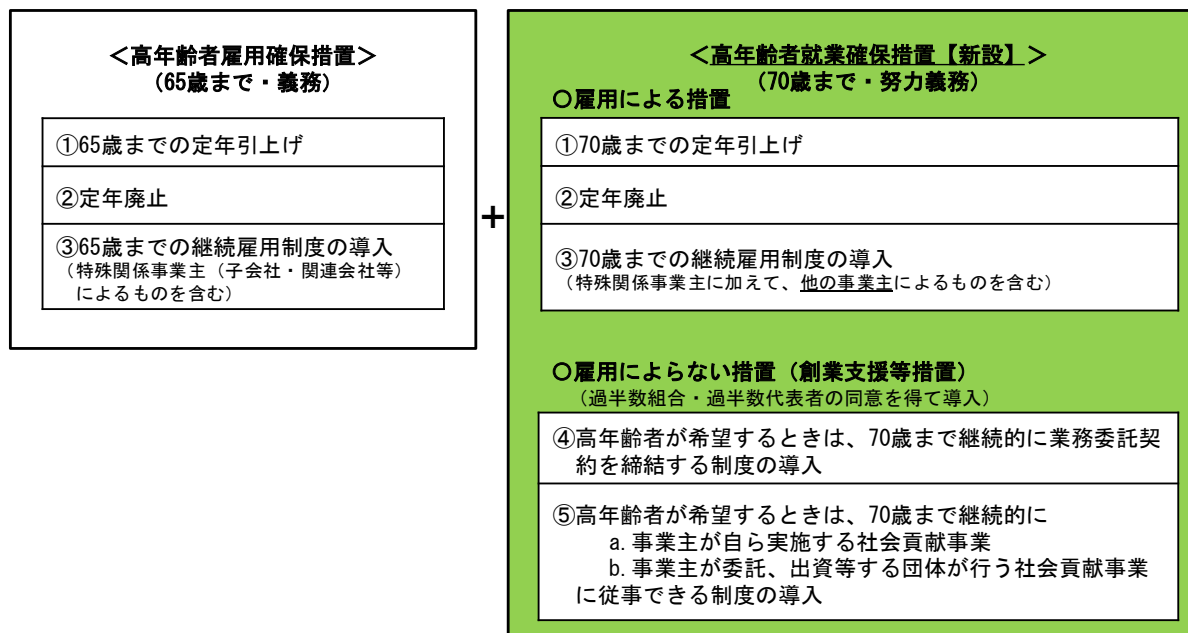 <高年齢者雇用確保措置>
(65歳まで・義務)
①65歳までの定年引上げ
②定年廃止
③65歳までの継続雇用制度の導入
(特殊関係事業主(子会社・関連会社等)
によるものを含む)
+
<高年齢者就業確保措置【新設】>
(70歳まで・努力義務)
○雇用による措置
①70歳までの定年引上げ
②定年廃止
③70歳までの継続雇用制度の導入
(特殊関係事業主に加えて、他の事業主によるものを含む)
○雇用によらない措置(創業支援等措置)
(過半数組合・過半数代表者の同意を得て導入)
④高年齢者が希望するときは、70歳まで継続的に業務委託契
約を締結する制度の導入
⑤高年齢者が希望するときは、70歳まで継続的に
a. 事業主が自ら実施する社会貢献事業
b. 事業主が委託、出資等する団体が行う社会貢献事業
に従事できる制度の導入